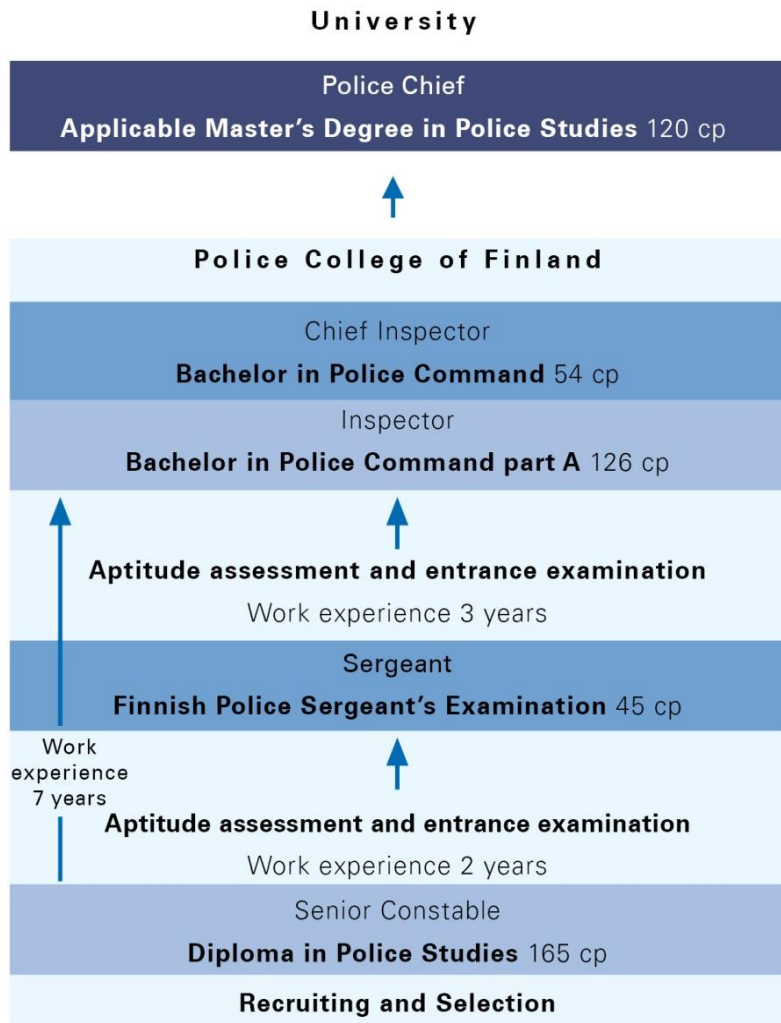 University
Police Chief
Applicable Master's Degree in Police Studies 120 cp
Police College of Finland
Chief Inspector
Bachelor in Police Command 54 cp
Inspector
Bachelor in Police Command part A 126 cp
Aptitude assessment and entrance examination
Work experience 3 years
Sergeant
Finnish Police Sergeant's Examination 45 cp
Work
experience
7 years
Aptitude assessment and entrance examination
Work experience 2 years
Senior Constable
Diploma in Police Studies 165 cp
Recruiting and Selection